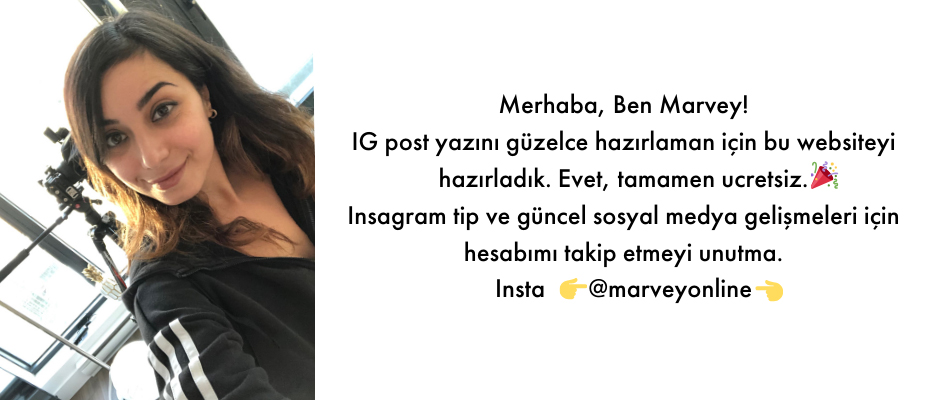 Merhaba, Ben Marvey!
IG post yazını güzelce hazırlaman için bu websiteyi
hazırladık. Evet, tamamen ucretsiz.🎉
Insagram tip ve güncel sosyal medya gelişmeleri için
hesabımı takip etmeyi unutma.
Insta 👉@marveyonline👈